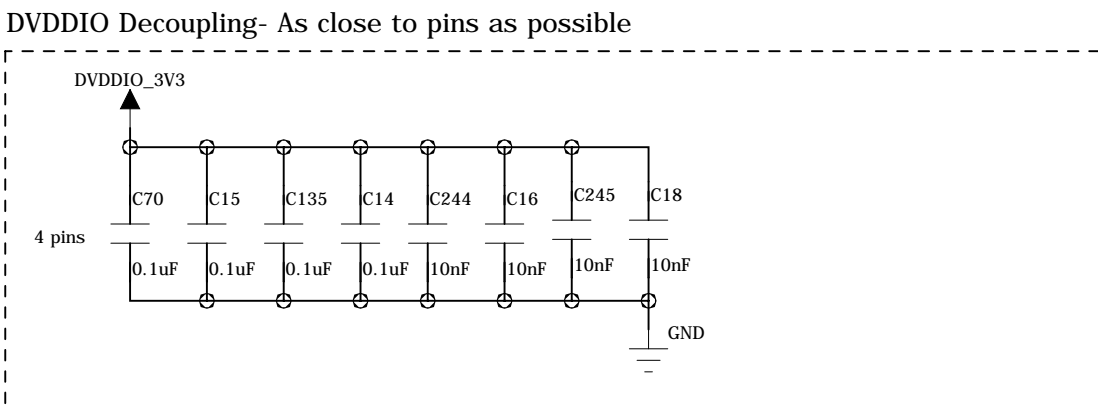 DVDDIO Decoupling- As close to pins as possible
DVDDIO_3V3
C70 C15 C135 C14 C244 C16 C245 C18
4 pins
0.1uF 0.1uF 0.1uF 0.1uF 10nF 10nF 10nF 10nF
GND